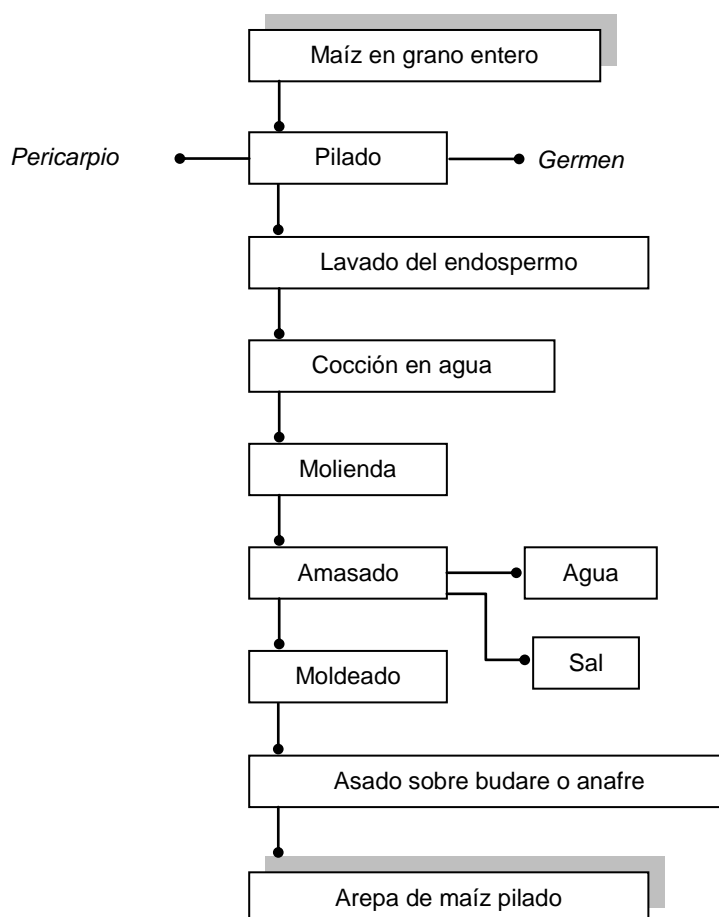 Maíz en grano entero
Pericarpio
Pilado
Germen
Lavado del endospermo
Cocción en agua
Molienda
Amasado
Agua
Sal
Moldeado
Asado sobre budare o anafre
Arepa de maíz pilado